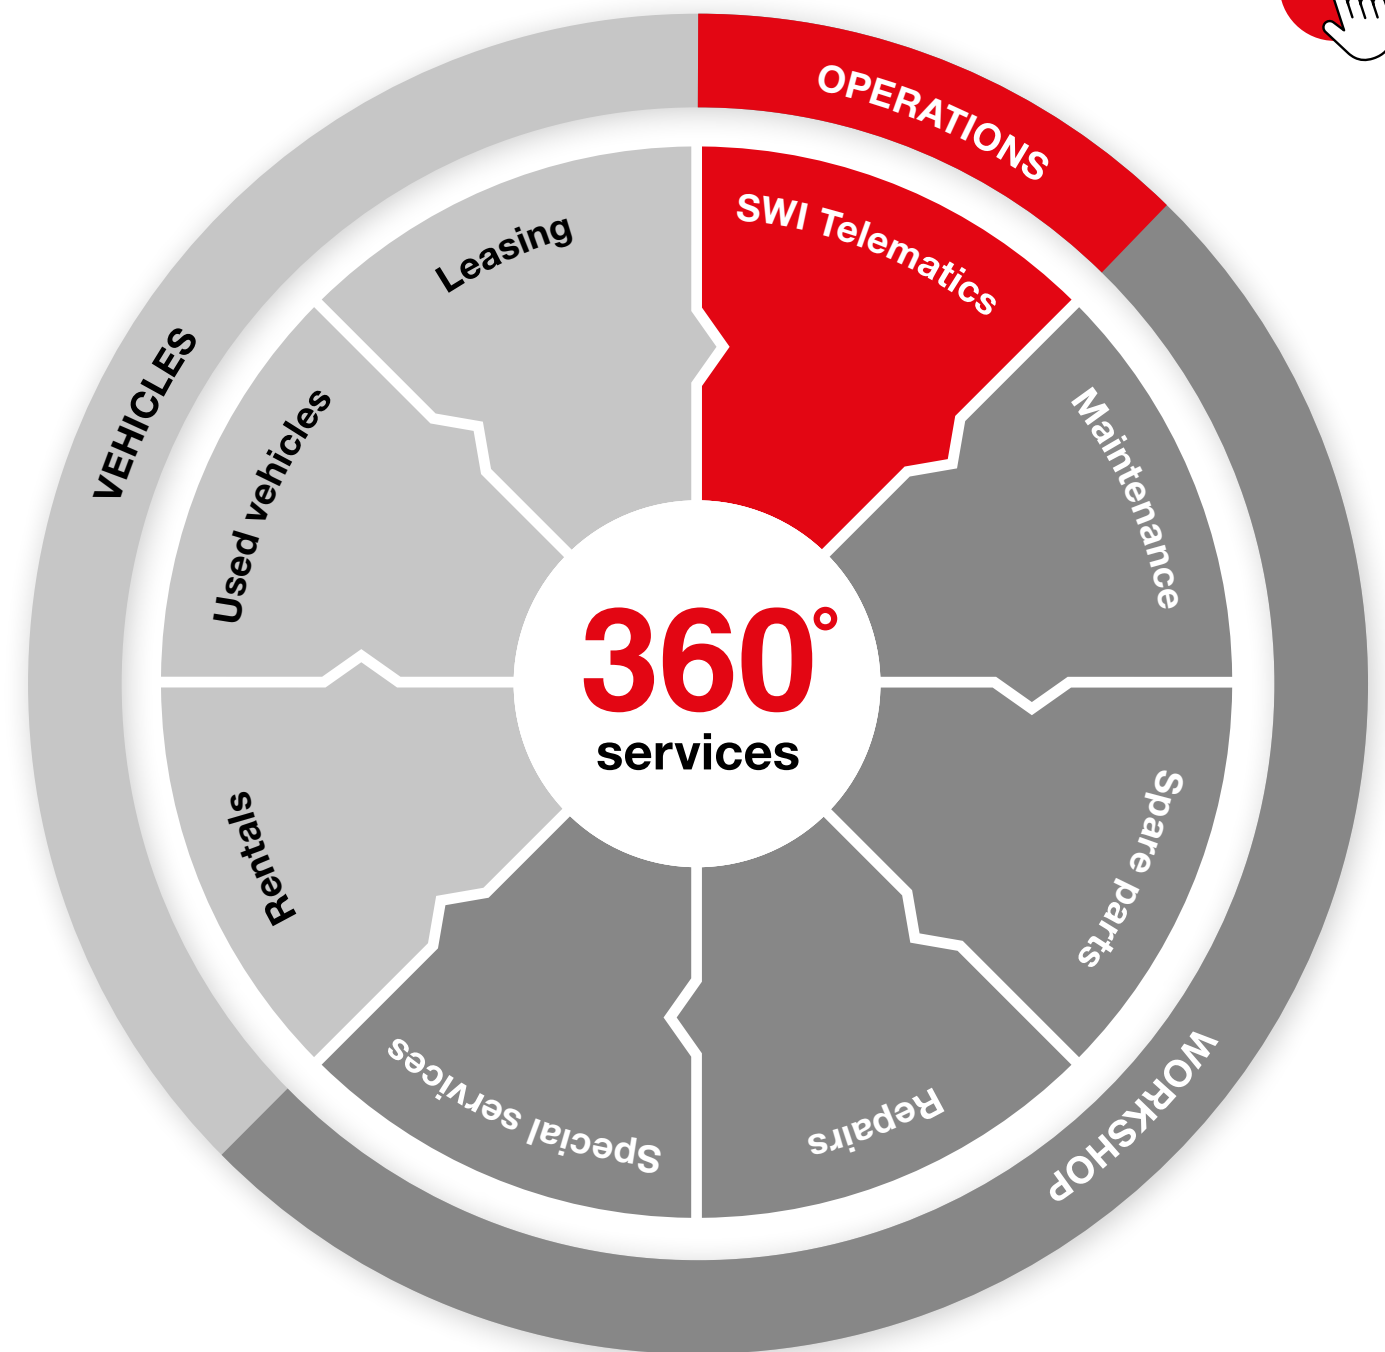 OPERATIONS
SWI Telematics
Maintenance
Spare parts
WORKSHOP
Repairs
Special services
Rentals
Used vehicles
VEHICLES
Leasing
360°
services